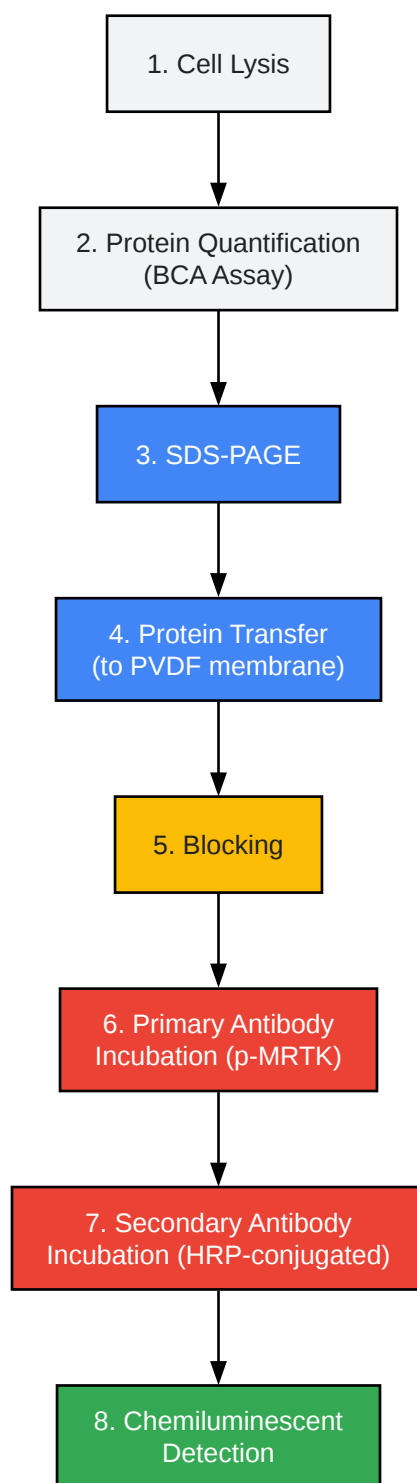 1. Cell Lysis
2. Protein Quantification
(BCA Assay)
3. SDS-PAGE
4. Protein Transfer
(to PVDF membrane)
5. Blocking
6. Primary Antibody
Incubation (p-MRTK)
7. Secondary Antibody
Incubation (HRP-conjugated)
8. Chemiluminescent
Detection